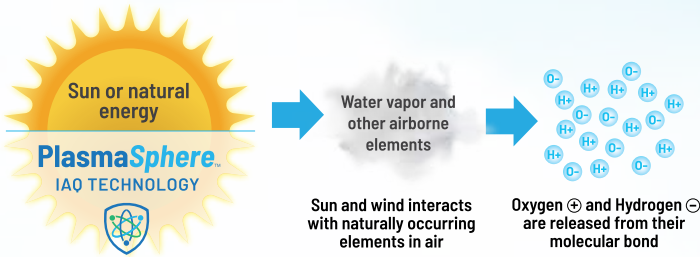 Sun or natural
energy
PlasmaSphere™
IAQ TECHNOLOGY
Water vapor and
other airborne
elements
Sun and wind interacts
with naturally occurring
elements in air
O-
H+
H+
O-
H+
H+
O-
O-
H+
O-
H+
H+
H+
H+
O-
H+
O-
Oxygen ⊕ and Hydrogen ⊖
are released from their
molecular bond